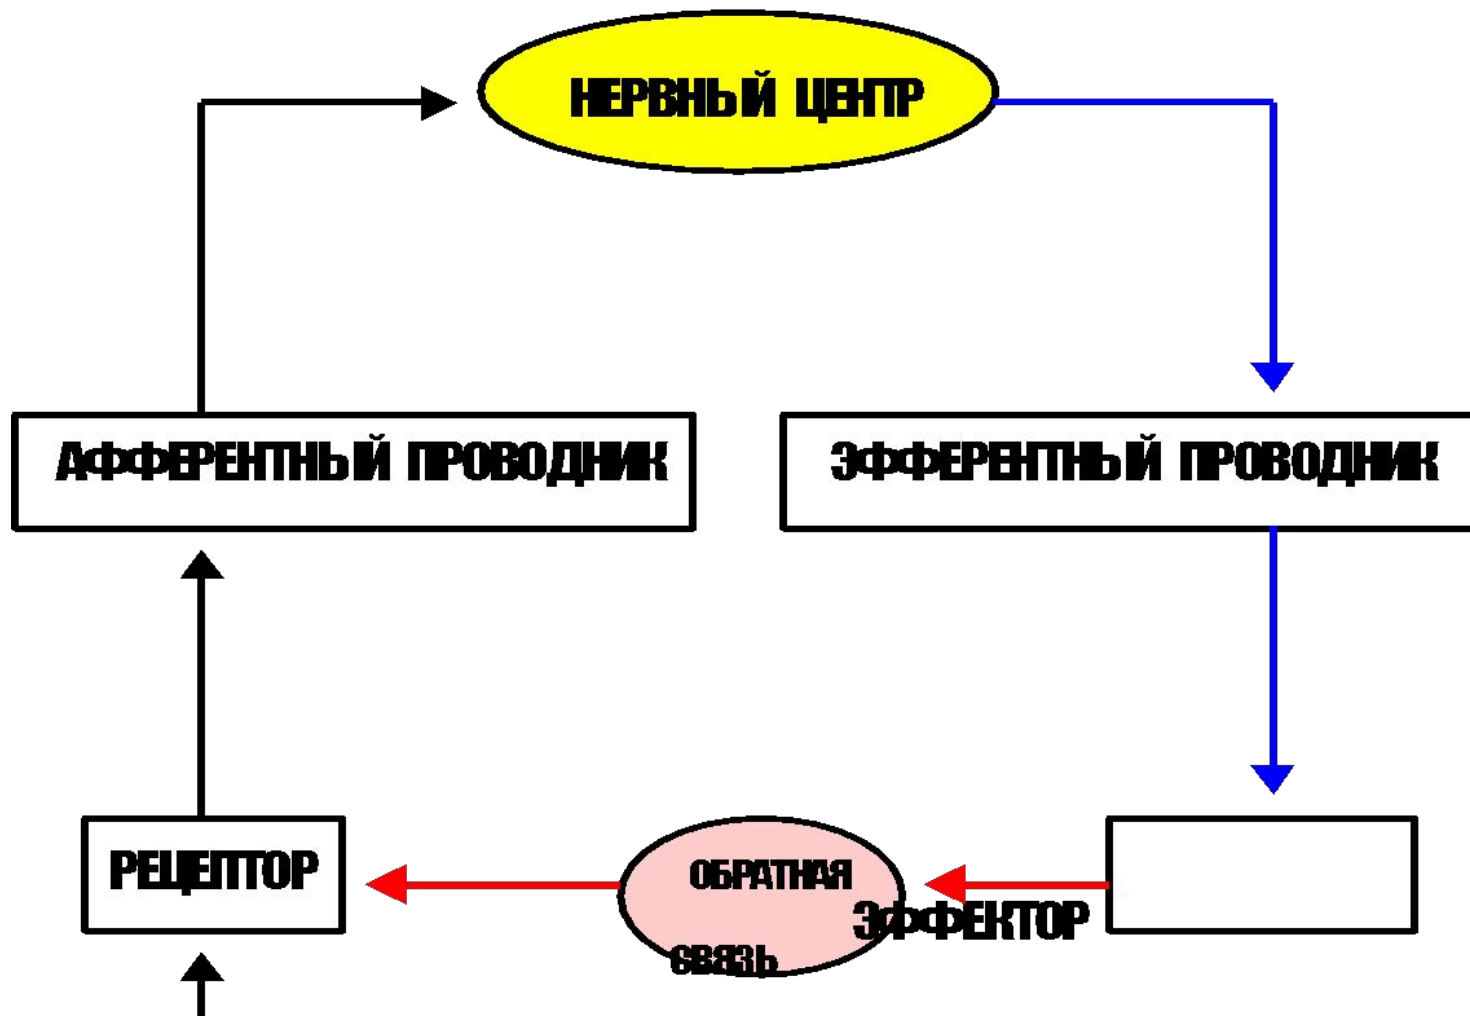 НЕРВНЫЙ ЦЕНТР
АФФЕРЕНТНЫЙ ПРОВОДНИК
ЭФФЕРЕНТНЫЙ ПРОВОДНИК
РЕЦЕПТОР
ОБРАТНАЯ
СВЯЗЬ
ЭФФЕКТОР